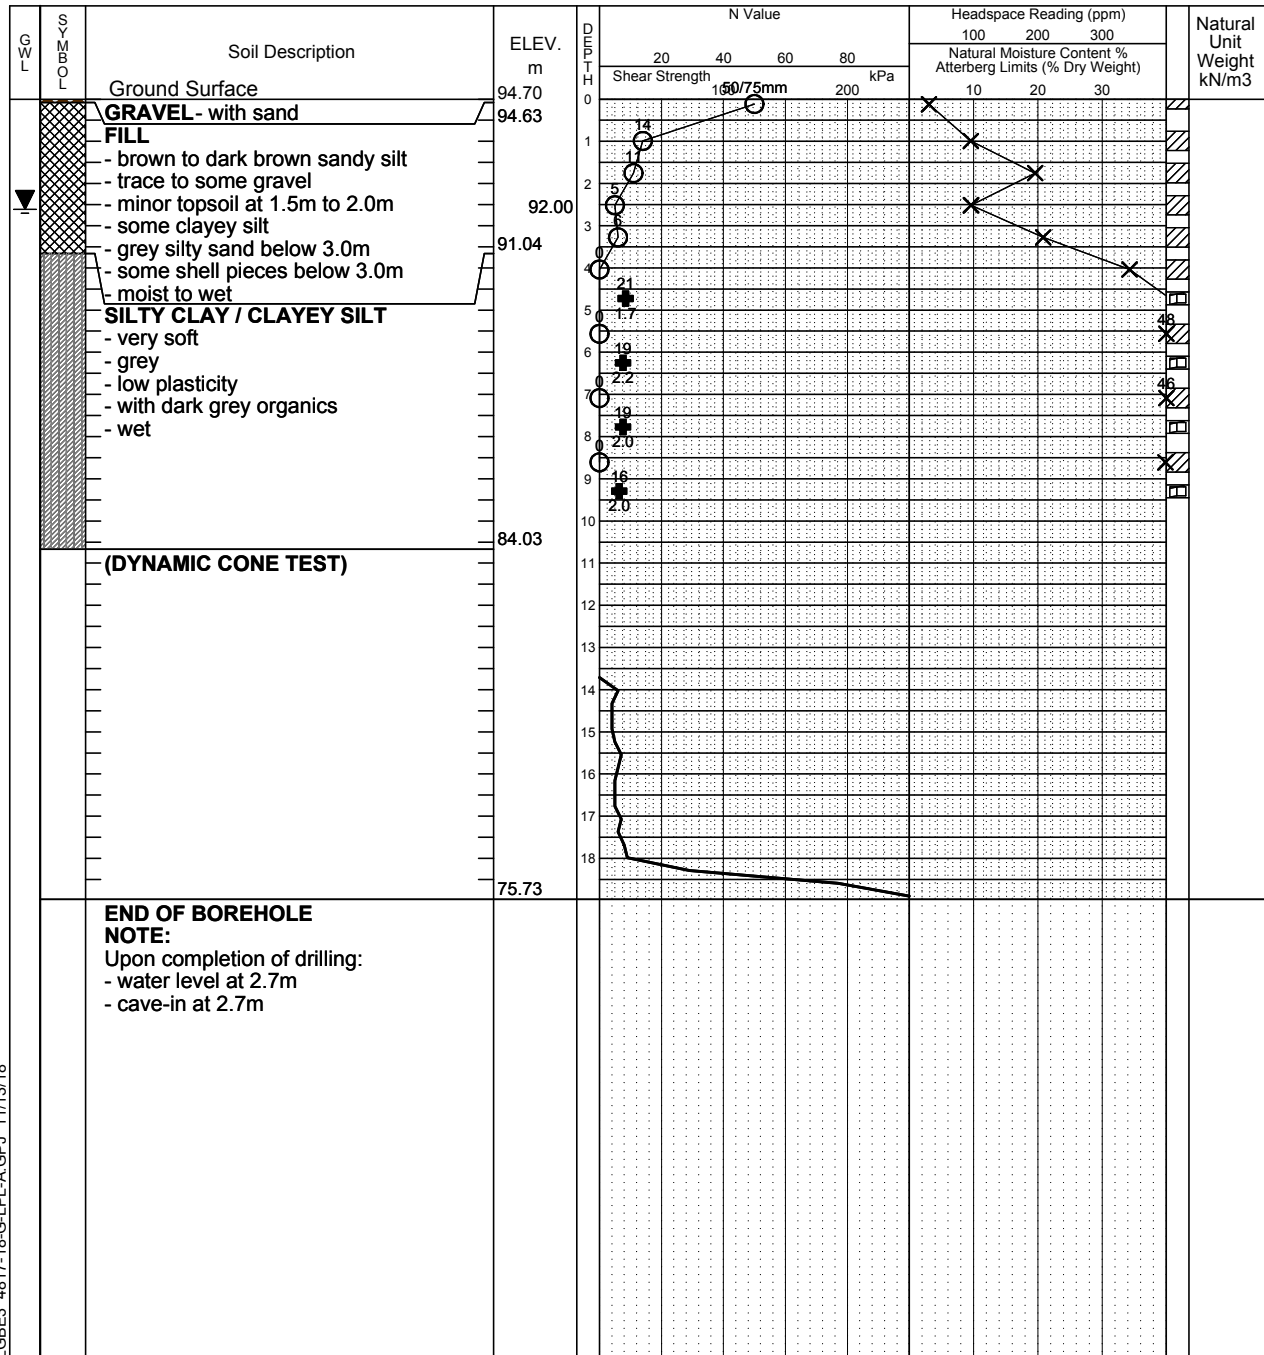 GWL
SYMBOL
Soil Description
Ground Surface
ELEV.
m
DEPTH
N Value
20 40 60 80
Shear Strength kPa
100 200
Headspace Reading (ppm)
100 200 300
Natural Moisture Content %
Atterberg Limits (% Dry Weight)
10 20 30
Natural
Unit
Weight
kN/m3
94.70
GRAVEL - with sand
94.63
FILL
- brown to dark brown sandy silt
- trace to some gravel
- minor topsoil at 1.5m to 2.0m
92.00
- some clayey silt
- grey silty sand below 3.0m
91.04
- some shell pieces below 3.0m
- moist to wet
SILTY CLAY / CLAYEY SILT
- very soft
- grey
- low plasticity
- with dark grey organics
- wet
84.03
(DYNAMIC CONE TEST)
75.73
END OF BOREHOLE
NOTE:
Upon completion of drilling:
- water level at 2.7m
- cave-in at 2.7m
0
1
2
3
4
5
6
7
8
9
10
11
12
13
14
15
16
17
18
50/75mm
14
11
5
6
0
21
1.7
0
19
2.2
0
19
2.0
0
16
2.0
48
46